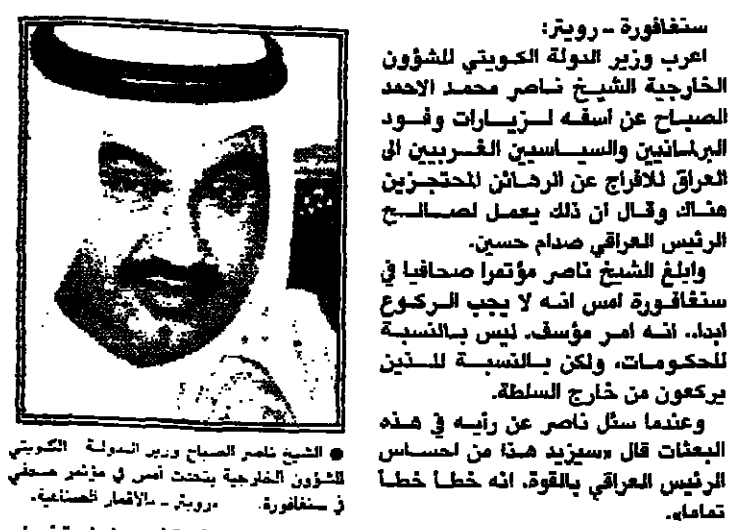 سنغافورة ـ رويتر:
اعرب وزير الدولة الكويتي للشؤون
الخارجية الشيخ ناصر محمد الاحمد
الصباح عن اسفه لزيارات وفود
البرلمانيين والسياسيين الغربيين الى
العراق للافراج عن الرهائن المحتجزين
هناك وقال ان ذلك يعمل لصالح
الرئيس العراقي صدام حسين.
وابلغ الشيخ ناصر مؤتمرا صحافيا في
سنغافورة امس انه لا يجب الركوع
ابدا.. انه امر مؤسف. ليس بالنسبة
للحكومات، ولكن بالنسبة للذين
يركعون من خارج السلطة.
وعندما سئل ناصر عن رأيه في هذه
البعثات قال «سيزيد هذا من احساس
الرئيس العراقي بالقوة. انه خطأ خطأ
تماما».
● الشيخ ناصر الصباح وزير الدولة الكويتي
للشؤون الخارجية يتحدث أمس في مؤتمر صحفي
في سنغافورة. «رويتر ـ بالأقمار الصناعية»